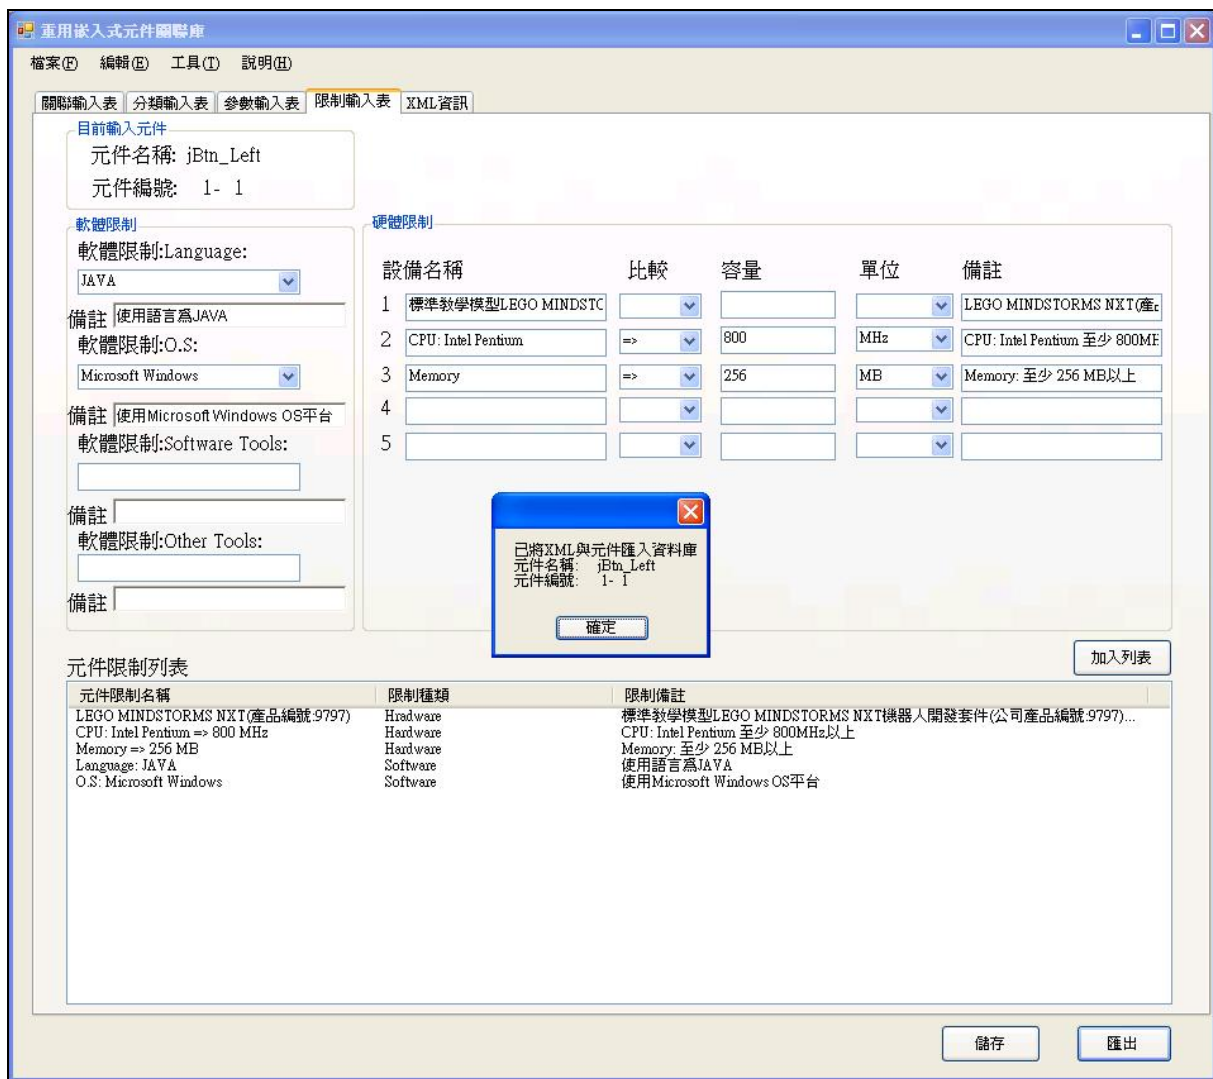 重用嵌入式元件關聯庫
檔案(F) 編輯(E) 工具(T) 說明(H)
關聯輸入表 分類輸入表 參數輸入表 限制輸入表 XML資訊
目前輸入元件
元件名稱: jBtn_Left
元件編號: 1- 1
軟體限制
軟體限制:Language:
JAVA
備註 使用語言為JAVA
軟體限制:O.S:
Microsoft Windows
備註 使用Microsoft Windows OS平台
軟體限制:Software Tools:
備註
軟體限制:Other Tools:
備註
硬體限制
設備名稱 比較 容量 單位 備註
1 標準教學模型LEGO MINDSTO LEGO MINDSTORMS NXT(產
2 CPU: Intel Pentium => 800 MHz CPU: Intel Pentium 至少 800MH
3 Memory => 256 MB Memory: 至少 256 MB以上
4
5
已將XML與元件匯入資料庫
元件名稱: jBtn_Left
元件編號: 1- 1
確定
加入列表
元件限制列表
元件限制名稱 限制種類 限制備註
LEGO MINDSTORMS NXT(產品編號:9797) Hradware 標準教學模型LEGO MINDSTORMS NXT機器人開發套件(公司產品編號:9797)...
CPU: Intel Pentium => 800 MHz Hardware CPU: Intel Pentium 至少 800MHz以上
Memory => 256 MB Hardware Memory: 至少 256 MB以上
Language: JAVA Software 使用語言為JAVA
O.S: Microsoft Windows Software 使用Microsoft Windows OS平台
儲存 匯出